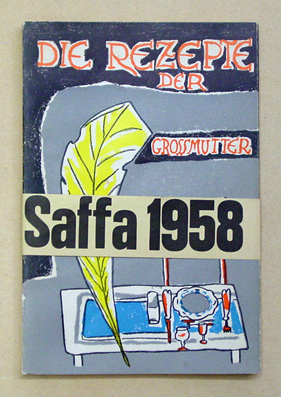 DIE REZEPTE
DER
GROSSMUTTER
Saffa 1958